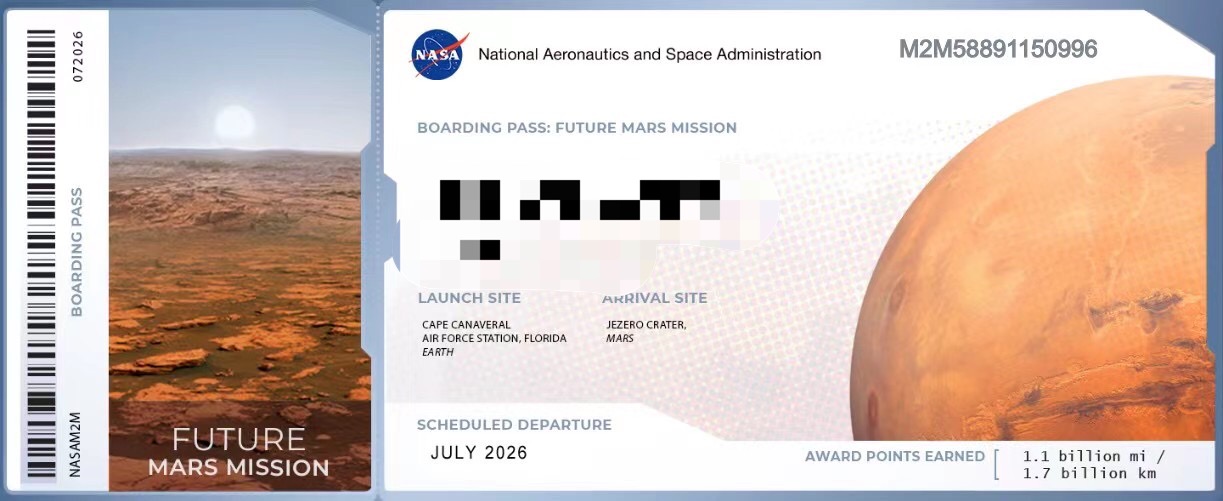 072026
BOARDING PASS
NASAM2M
FUTURE
MARS MISSION
NASA
National Aeronautics and Space Administration
M2M58891150996
BOARDING PASS: FUTURE MARS MISSION
LAUNCH SITE
CAPE CANAVERAL
AIR FORCE STATION, FLORIDA
EARTH
ARRIVAL SITE
JEZERO CRATER,
MARS
SCHEDULED DEPARTURE
JULY 2026
AWARD POINTS EARNED
1.1 billion mi /
1.7 billion km